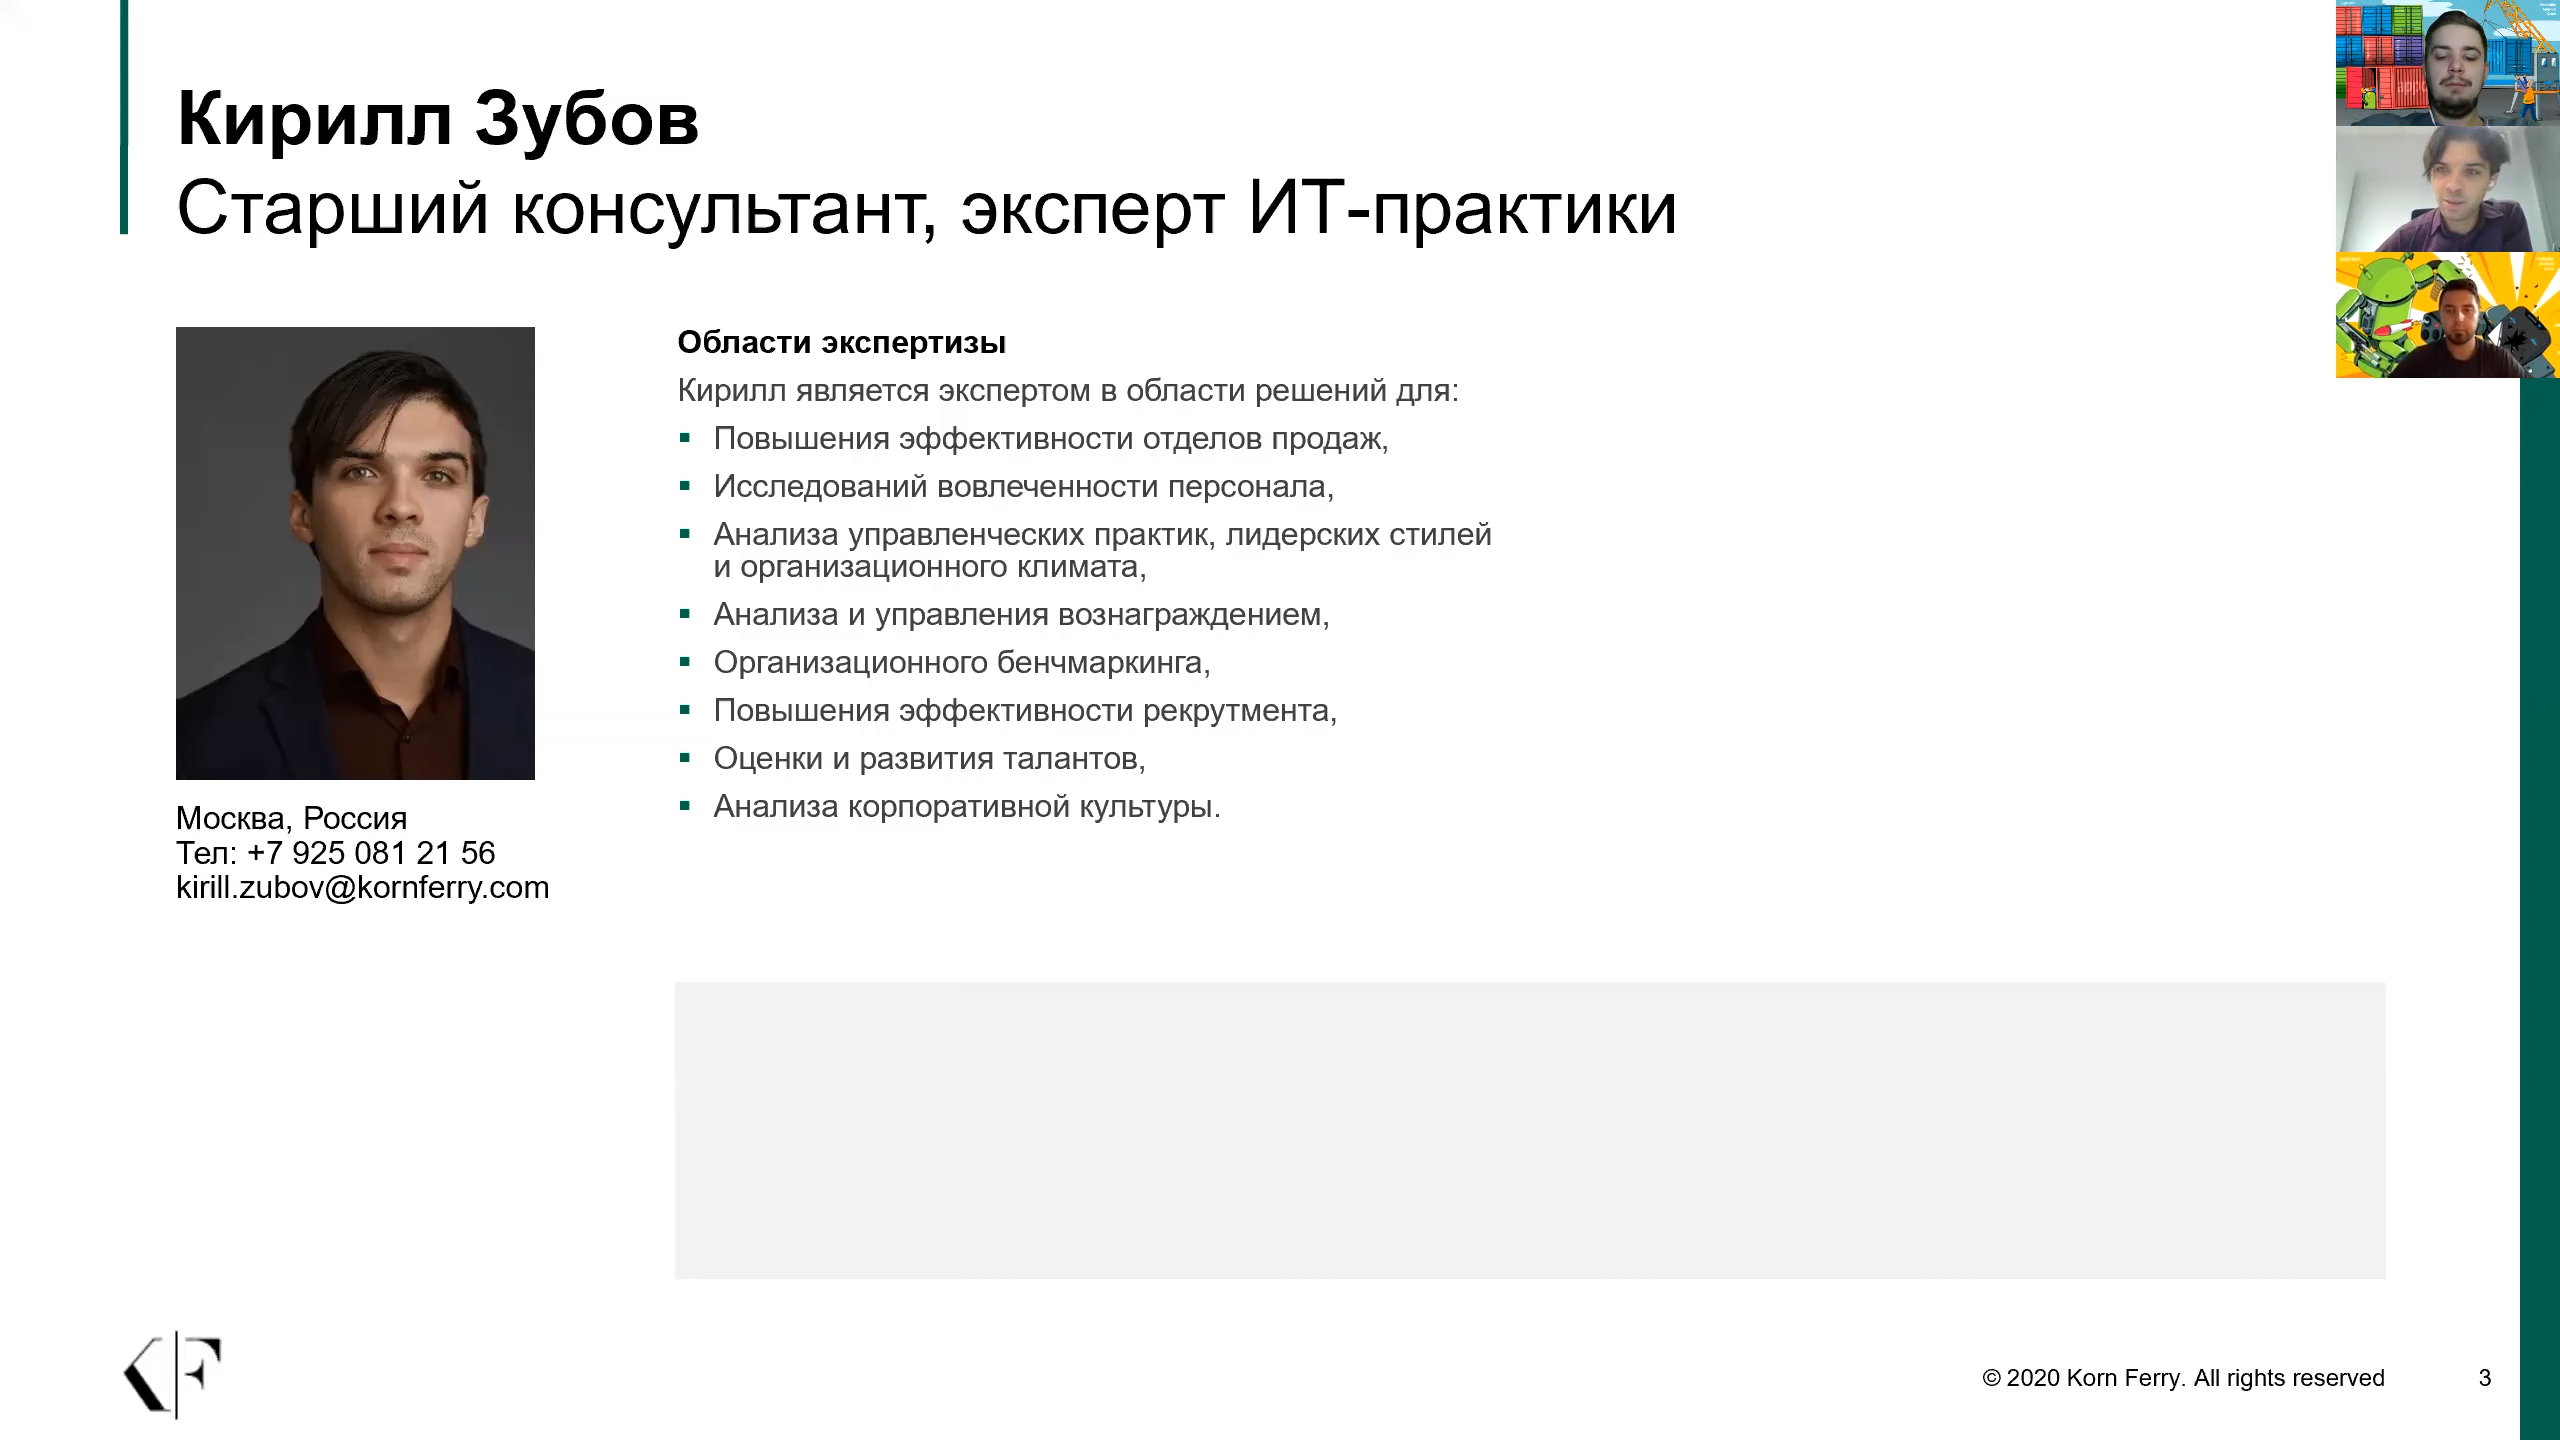 Кирилл Зубов
Старший консультант, эксперт ИТ-практики
Области экспертизы
Кирилл является экспертом в области решений для:
▪ Повышения эффективности отделов продаж,
▪ Исследований вовлеченности персонала,
▪ Анализа управленческих практик, лидерских стилей
и организационного климата,
▪ Анализа и управления вознаграждением,
▪ Организационного бенчмаркинга,
▪ Повышения эффективности рекрутмента,
▪ Оценки и развития талантов,
▪ Анализа корпоративной культуры.
Москва, Россия
Тел: +7 925 081 21 56
kirill.zubov@kornferry.com
KF
© 2020 Korn Ferry. All rights reserved
3